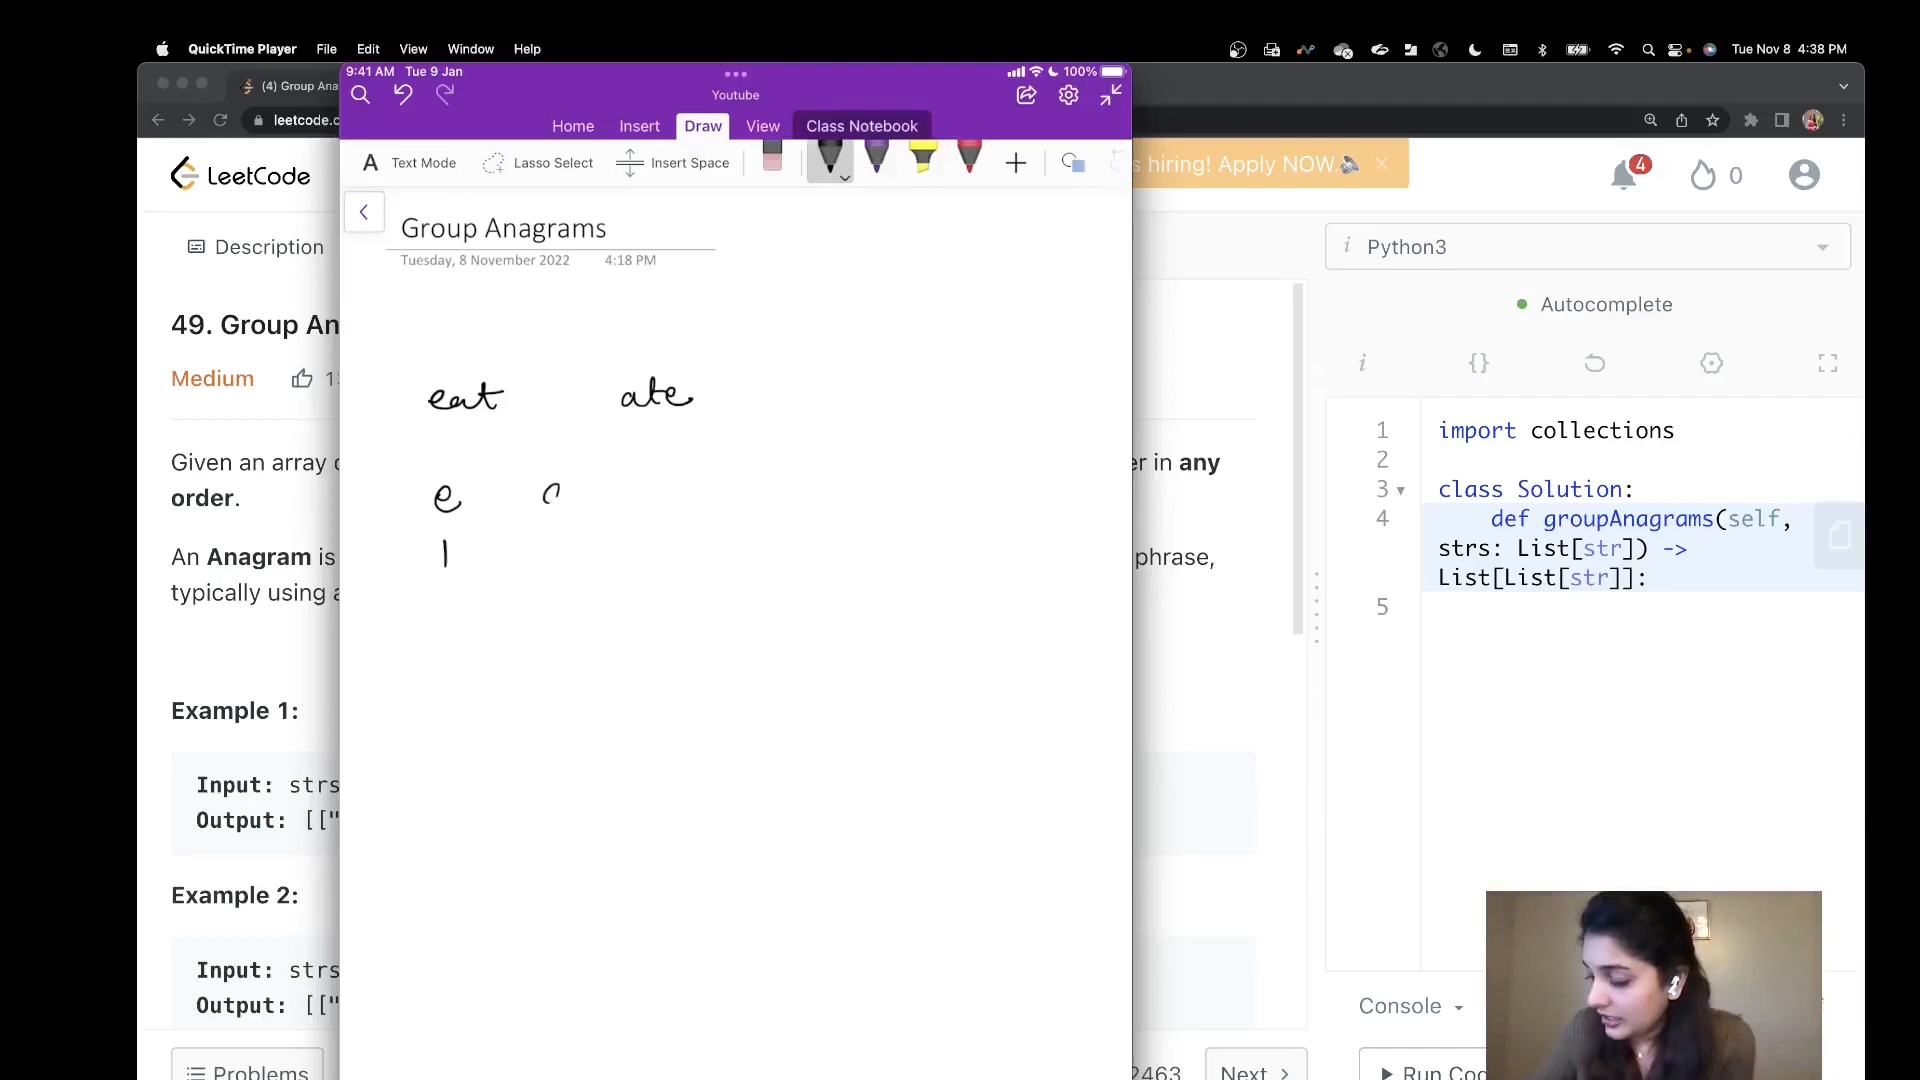 QuickTime Player File Edit View Window Help Tue Nov 8 4:38 PM
9:41 AM Tue 9 Jan 100%
(4) Group Ana
Youtube
leetcode.c
Home Insert Draw View Class Notebook
A Text Mode Lasso Select Insert Space
s hiring! Apply NOW.
LeetCode
4
0
Group Anagrams
Tuesday, 8 November 2022 4:18 PM
Description
49. Group An
Medium
eat ate
e
1
Given an array
er in any
order.
An Anagram is
phrase,
typically using a
Example 1:
Input: strs
Output: [["
Example 2:
Input: strs
Output: [["
Problems
2463
Next >
i Python3
Autocomplete
i {}
1 import collections
2
3 class Solution:
4 def groupAnagrams(self,
strs: List[str]) ->
List[List[str]]:
5
Console
Run Cod